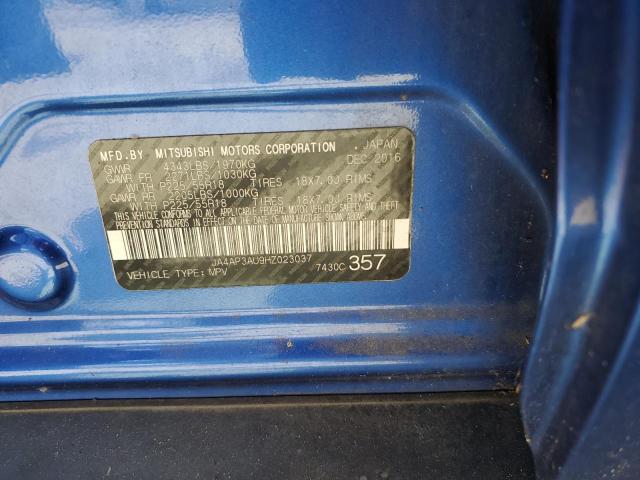 MFD.BY MITSUBISHI MOTORS CORPORATION JAPAN
GVWR 4343LBS/1970KG DEC 2016
GAWR FR 2271LBS/1030KG
WITH P225/55R18 TIRES 18X7.0J RIMS
GAWR RR 2205LBS/1000KG
WITH P225/55R18 TIRES 18X7.0J RIMS
THIS VEHICLE CONFORMS TO ALL APPLICABLE FEDERAL MOTOR VEHICLE SAFETY AND THEFT
PREVENTION STANDARDS IN EFFECT ON THE DATE OF MANUFACTURE SHOWN ABOVE.
JA4AP3AU9HZ023037
VEHICLE TYPE: MPV 7430C 357